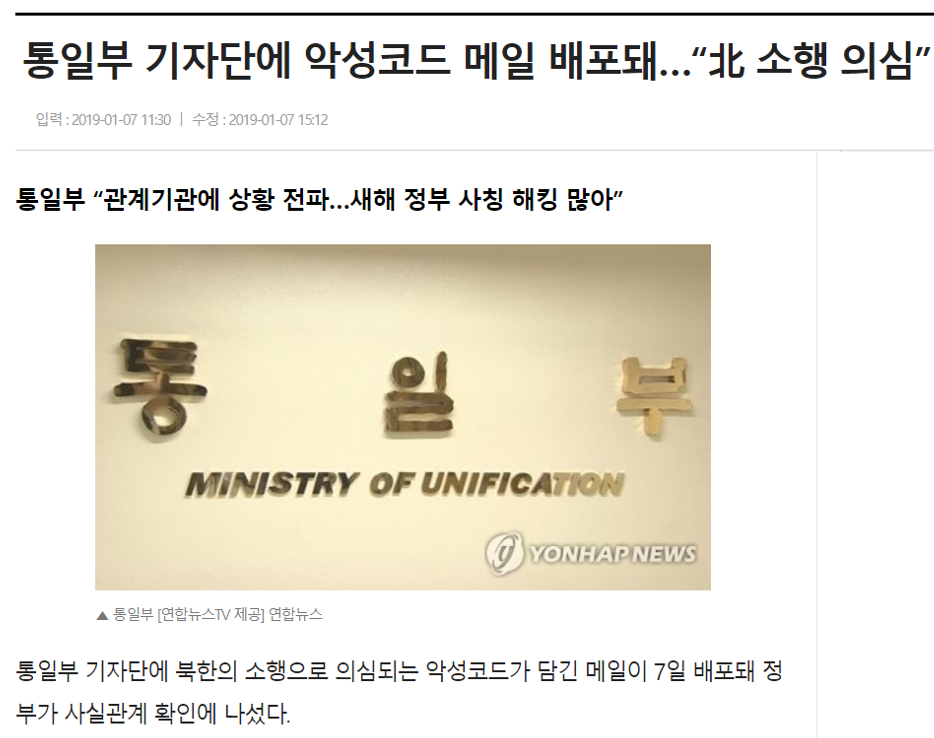 통일부 기자단에 악성코드 메일 배포돼...“北 소행 의심”
입력 : 2019-01-07 11:30 | 수정 : 2019-01-07 15:12
통일부 “관계기관에 상황 전파...새해 정부 사칭 해킹 많아”
통 일 부
MINISTRY OF UNIFICATION
YONHAP NEWS
▲ 통일부 [연합뉴스TV 제공] 연합뉴스
통일부 기자단에 북한의 소행으로 의심되는 악성코드가 담긴 메일이 7일 배포돼 정
부가 사실관계 확인에 나섰다.